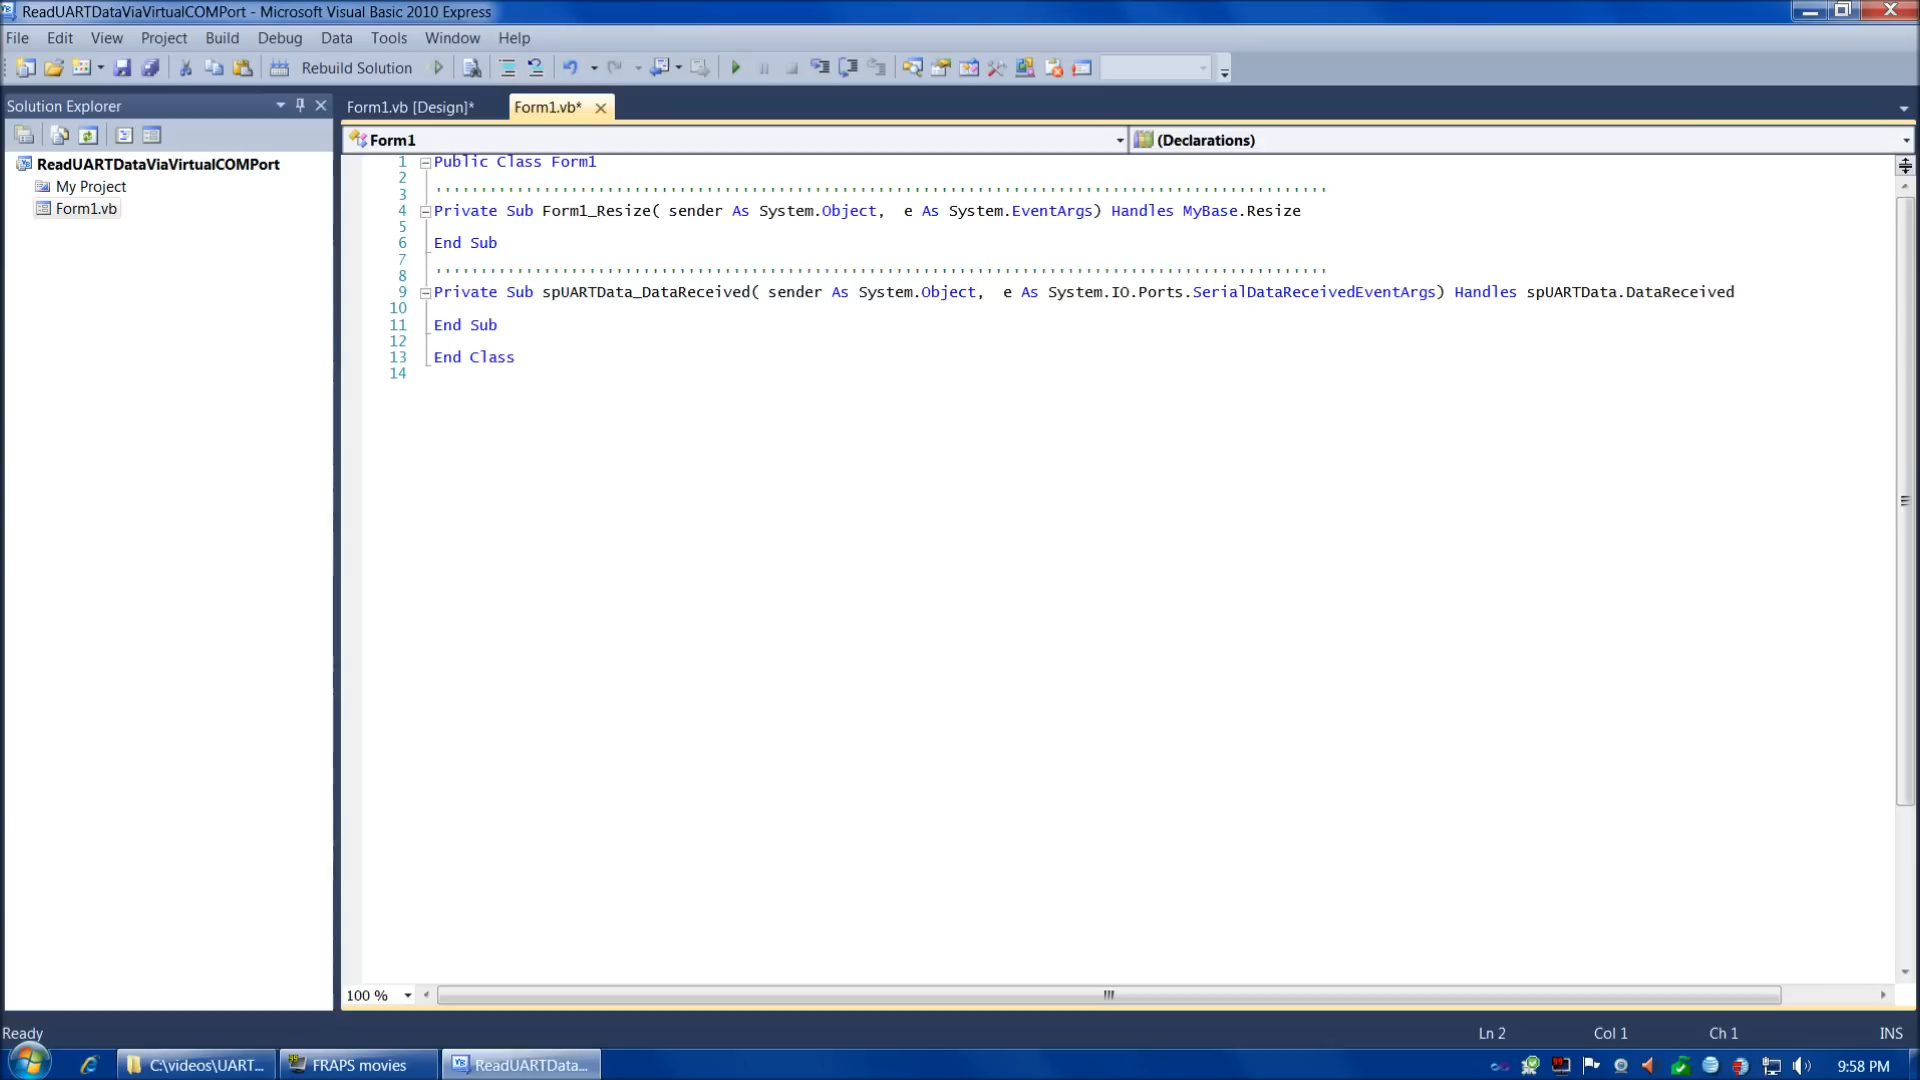 ReadUARTDataViaVirtualCOMPort - Microsoft Visual Basic 2010 Express
File Edit View Project Build Debug Data Tools Window Help
Rebuild Solution
Solution Explorer
Form1.vb [Design]*
Form1.vb*
Form1
(Declarations)
ReadUARTDataViaVirtualCOMPort
My Project
Form1.vb
1 Public Class Form1
2
3
4 Private Sub Form1_Resize( sender As System.Object,  e As System.EventArgs) Handles MyBase.Resize
5
6 End Sub
7
8
9 Private Sub spUARTData_DataReceived( sender As System.Object,  e As System.IO.Ports.SerialDataReceivedEventArgs) Handles spUARTData.DataReceived
10
11 End Sub
12
13 End Class
14
100 %
Ready
Ln 2 Col 1 Ch 1 INS
C:\videos\UART...
FRAPS movies
ReadUARTData...
9:58 PM